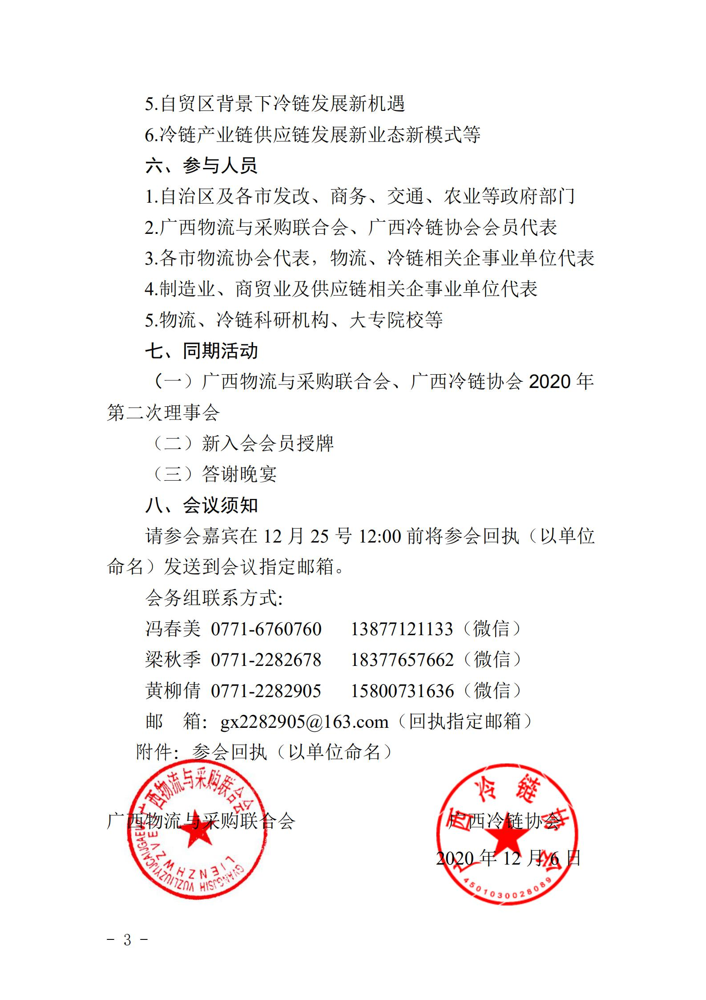 5.自贸区背景下冷链发展新机遇
6.冷链产业链供应链发展新业态新模式等
六、参与人员
1.自治区及各市发改、商务、交通、农业等政府部门
2.广西物流与采购联合会、广西冷链协会会员代表
3.各市物流协会代表，物流、冷链相关企事业单位代表
4.制造业、商贸业及供应链相关企事业单位代表
5.物流、冷链科研机构、大专院校等
七、同期活动
（一）广西物流与采购联合会、广西冷链协会 2020 年
第二次理事会
（二）新入会会员授牌
（三）答谢晚宴
八、会议须知
请参会嘉宾在 12 月 25 号 12:00 前将参会回执（以单位
命名）发送到会议指定邮箱。
会务组联系方式:
冯春美 0771-6760760 13877121133（微信）
梁秋季 0771-2282678 18377657662（微信）
黄柳倩 0771-2282905 15800731636（微信）
邮 箱: gx2282905@163.com（回执指定邮箱）
附件: 参会回执（以单位命名）
广西物流与采购联合会
LIENZHWZVEI
广西物流与采购联合会 广西冷链协会
2020 年 12 月 6 日
广西冷链协会
4501030028089
- 3 -